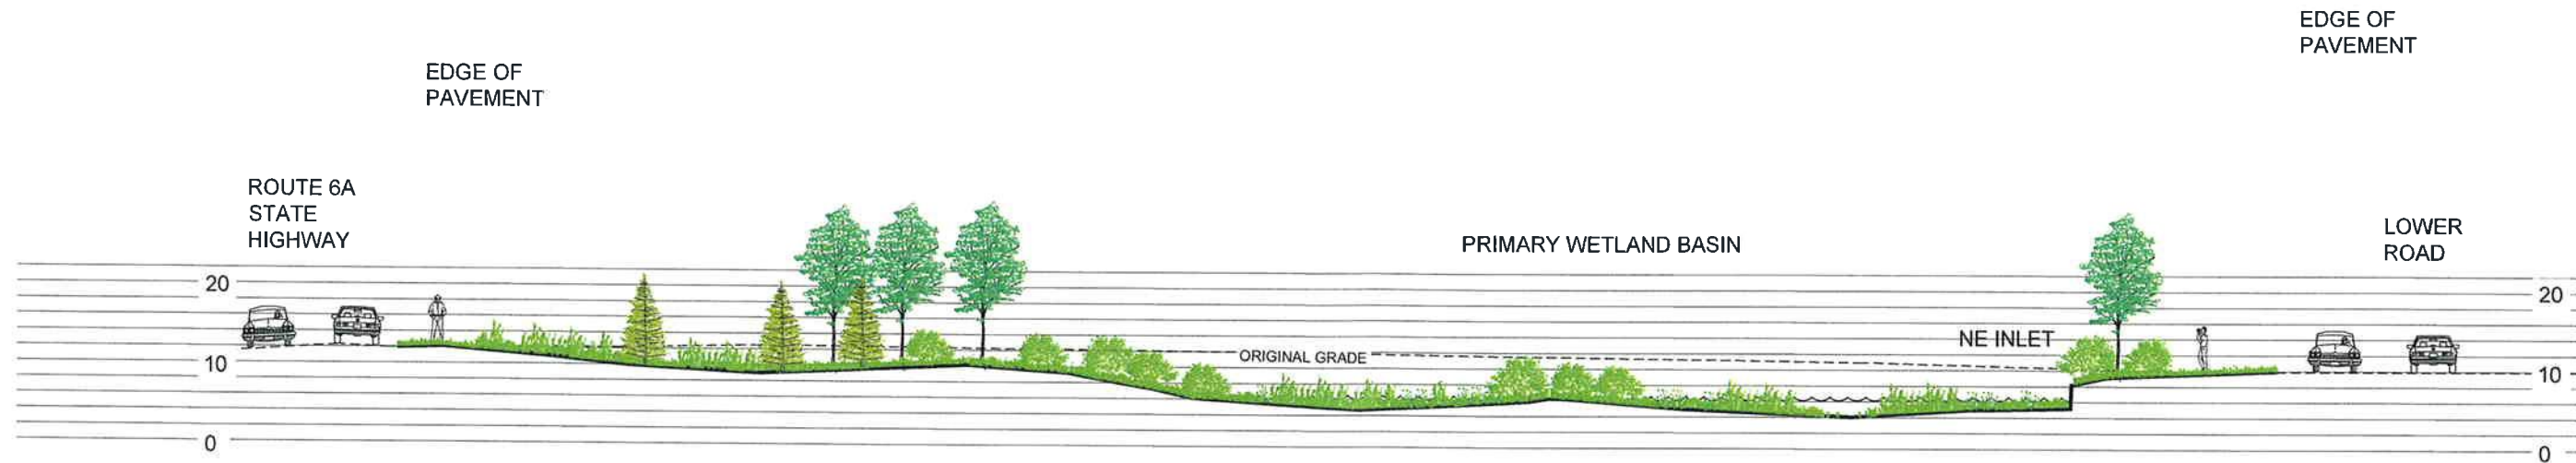 EDGE OF
PAVEMENT
EDGE OF
PAVEMENT
ROUTE 6A
STATE
HIGHWAY
PRIMARY WETLAND BASIN
LOWER
ROAD
20
20
NE INLET
ORIGINAL GRADE
10
10
0
0